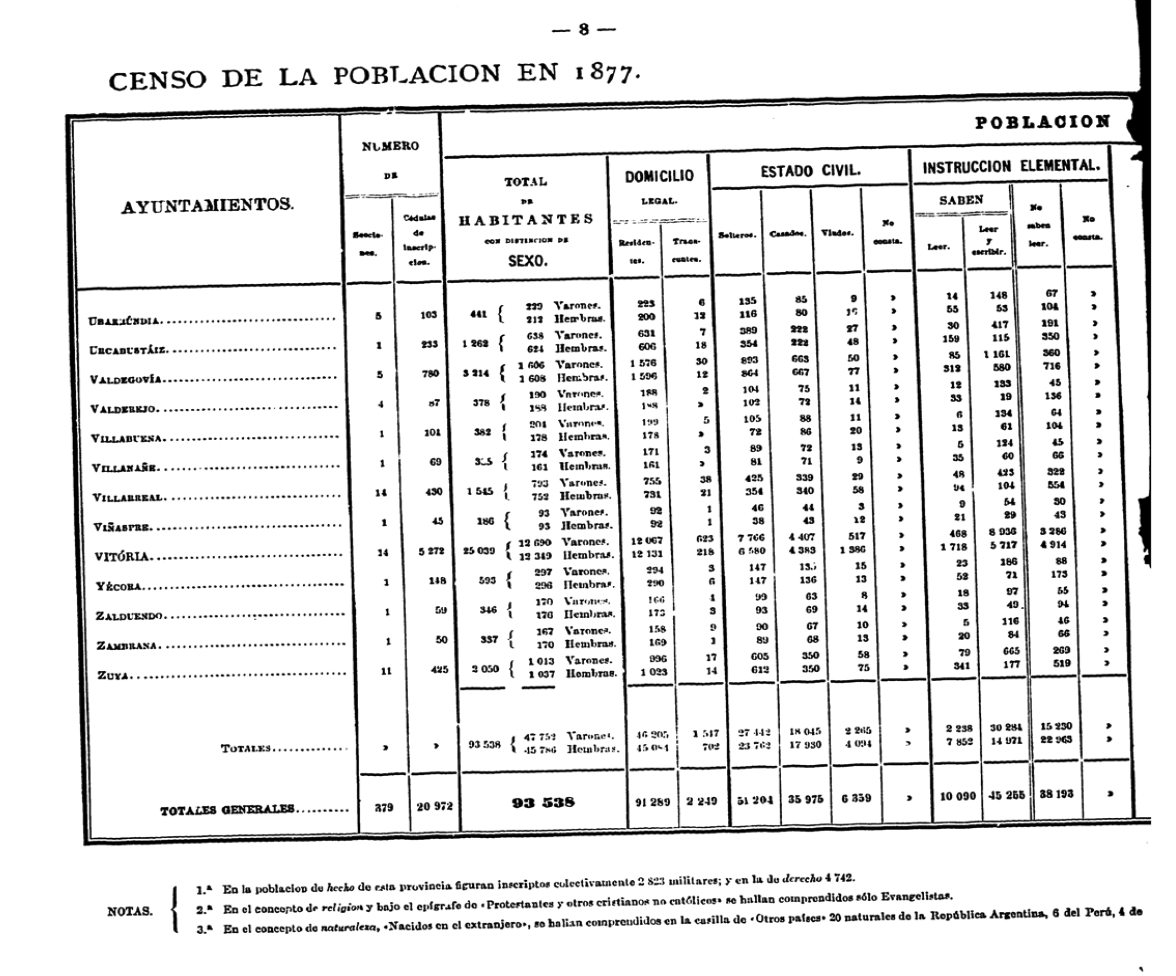 — 8 —
CENSO DE LA POBLACION EN 1877.
POBLACION
AYUNTAMIENTOS.
NUMERO DE
Seccio-nes.
Cédulas de inscrip-cion.
TOTAL DE HABITANTES CON DISTINCION DE SEXO.
DOMICILIO LEGAL.
Residen-tes.
Trans-euntes.
ESTADO CIVIL.
Solteros.
Casados.
Viudos.
No consta.
INSTRUCCION ELEMENTAL.
SABEN
Leer.
Leer y escribir.
No saben leer.
No consta.
UBARRÚNDIA 5 103 441 { 229 Varones. 223 6 135 85 9 » 14 148 67 »
212 Hembras. 200 12 116 80 » 55 53 104 »
URCABUSTÁIZ 1 233 1 262 { 638 Varones. 631 7 389 222 27 » 30 417 191 »
624 Hembras. 606 18 354 222 48 » 159 115 350 »
VALDEGOVÍA 5 780 3 214 { 1 606 Varones. 1 576 30 893 663 50 » 85 1 161 360 »
1 608 Hembras. 1 596 12 864 667 77 » 312 580 716 »
VALDEREJO 4 87 378 { 190 Varones. 188 2 104 75 11 » 12 133 45 »
188 Hembras. 188 » 102 72 14 » 33 19 136 »
VILLABUENA 1 101 382 { 204 Varones. 199 5 105 88 11 » 6 134 64 »
178 Hembras. 178 » 72 86 20 » 13 61 104 »
VILLANAÑE 1 69 335 { 174 Varones. 171 3 89 72 13 » 5 124 45 »
161 Hembras. 161 » 81 71 9 » 35 60 66 »
VILLARREAL 14 430 1 545 { 793 Varones. 755 38 425 339 29 » 48 423 322 »
752 Hembras. 731 21 354 340 58 » 94 104 554 »
VIÑASPRE 1 45 186 { 93 Varones. 92 1 46 44 3 » 9 54 30 »
93 Hembras. 92 1 38 43 12 » 21 29 43 »
VITÓRIA 14 5 272 25 039 { 12 690 Varones. 12 067 623 7 766 4 407 517 » 468 8 936 3 286 »
12 349 Hembras. 12 131 218 6 580 4 383 1 386 » 1 718 5 717 4 914 »
YÉCORA 1 148 593 { 297 Varones. 294 3 147 135 15 » 23 186 88 »
296 Hembras. 290 6 147 136 13 » 52 71 173 »
ZALDUENDO 1 59 346 { 170 Varones. 166 4 99 63 8 » 18 97 55 »
176 Hembras. 173 3 93 69 14 » 33 49 94 »
ZAMBRANA 1 50 337 { 167 Varones. 158 9 90 67 10 » 5 116 46 »
170 Hembras. 169 1 89 68 13 » 20 84 66 »
ZUYA 11 425 2 050 { 1 013 Varones. 996 17 605 350 58 » 79 665 269 »
1 037 Hembras. 1 023 14 612 350 75 » 341 177 519 »
TOTALES » » 93 538 { 47 752 Varones. 46 205 1 547 27 442 18 045 2 265 » 2 238 30 284 15 230 »
45 786 Hembras. 45 084 702 23 762 17 930 4 094 » 7 852 14 971 22 963 »
TOTALES GENERALES 379 20 972 93 538 91 289 2 249 51 204 35 975 6 359 » 10 090 45 255 38 193 »
NOTAS.
1.ª En la poblacion de hecho de esta provincia figuran inscriptos colectivamente 2 823 militares; y en la de derecho 4 742.
2.ª En el concepto de religion y bajo el epígrafe de «Protestantes y otros cristianos no católicos» se hallan comprendidos sólo Evangelistas.
3.ª En el concepto de naturaleza, «Nacidos en el extranjero», se hallan comprendidos en la casilla de «Otros países» 20 naturales de la República Argentina, 6 del Perú, 4 de